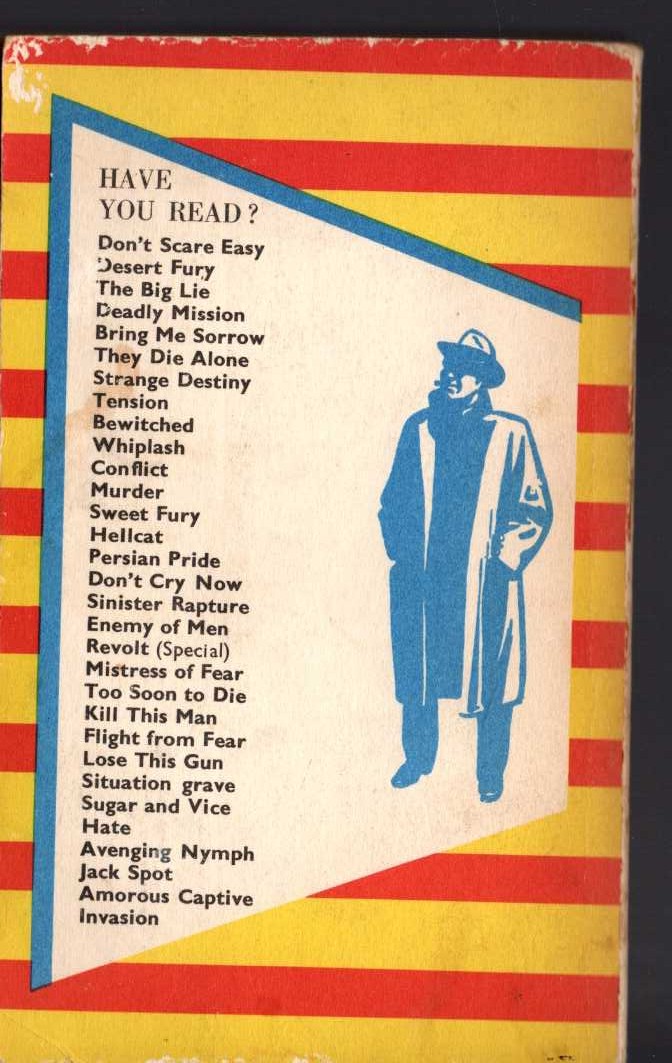 HAVE
YOU READ?
Don't Scare Easy
Desert Fury
The Big Lie
Deadly Mission
Bring Me Sorrow
They Die Alone
Strange Destiny
Tension
Bewitched
Whiplash
Conflict
Murder
Sweet Fury
Hellcat
Persian Pride
Don't Cry Now
Sinister Rapture
Enemy of Men
Revolt (Special)
Mistress of Fear
Too Soon to Die
Kill This Man
Flight from Fear
Lose This Gun
Situation grave
Sugar and Vice
Hate
Avenging Nymph
Jack Spot
Amorous Captive
Invasion